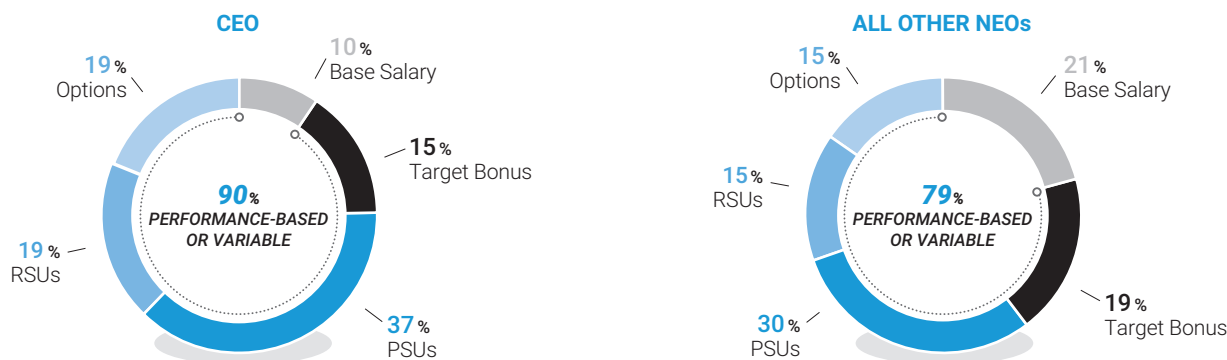 CEO
10%
Base Salary
15%
Target Bonus
37%
PSUs
19%
RSUs
19%
Options
90%
PERFORMANCE-BASED
OR VARIABLE
ALL OTHER NEOs
21%
Base Salary
19%
Target Bonus
30%
PSUs
15%
RSUs
15%
Options
79%
PERFORMANCE-BASED
OR VARIABLE